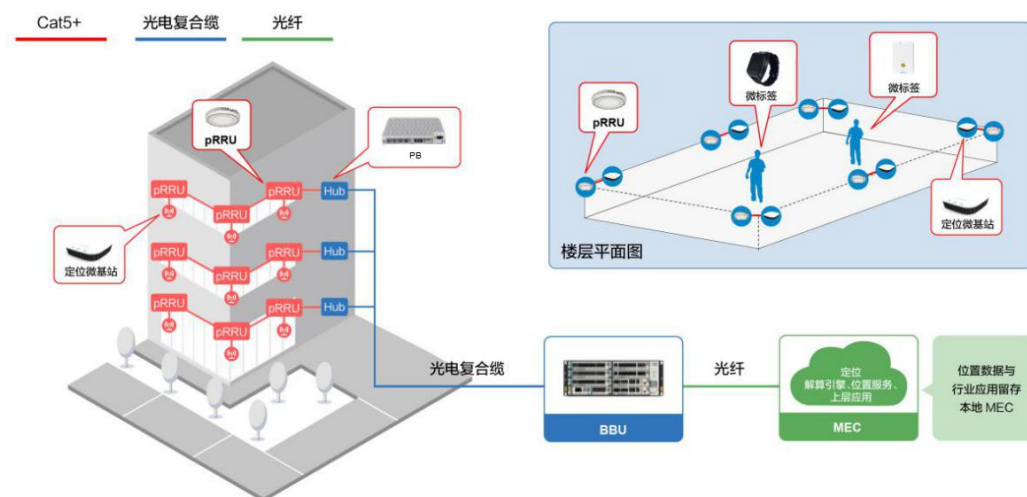 Cat5+
光电复合缆
光纤
pRRU
PB
pRRU
pRRU
pRRU
Hub
定位微基站
pRRU
pRRU
pRRU
Hub
pRRU
pRRU
pRRU
Hub
微标签
微标签
pRRU
定位微基站
楼层平面图
光电复合缆
BBU
光纤
定位
解算引擎、位置服务、
上层应用
MEC
位置数据与
行业应用留存
本地 MEC